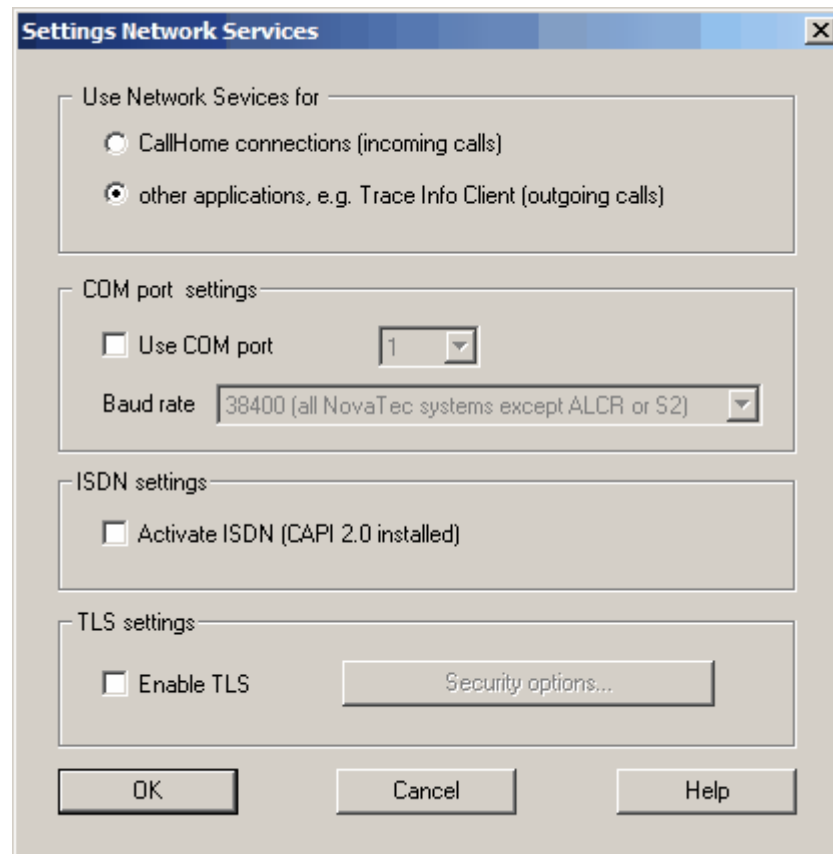 Settings Network Services
Use Network Sevices for
CallHome connections (incoming calls)
other applications, e.g. Trace Info Client (outgoing calls)
COM port settings
Use COM port 1
Baud rate 38400 (all NovaTec systems except ALCR or S2)
ISDN settings
Activate ISDN (CAPI 2.0 installed)
TLS settings
Enable TLS Security options...
OK Cancel Help